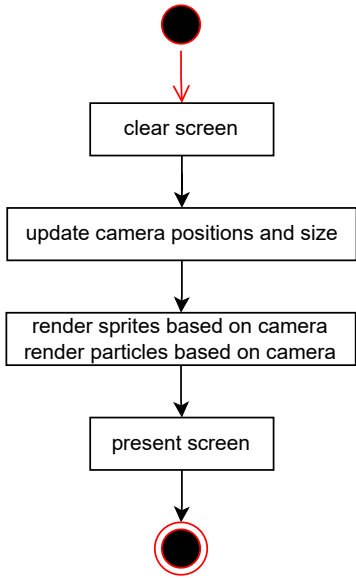 clear screen
update camera positions and size
render sprites based on camera
render particles based on camera
present screen